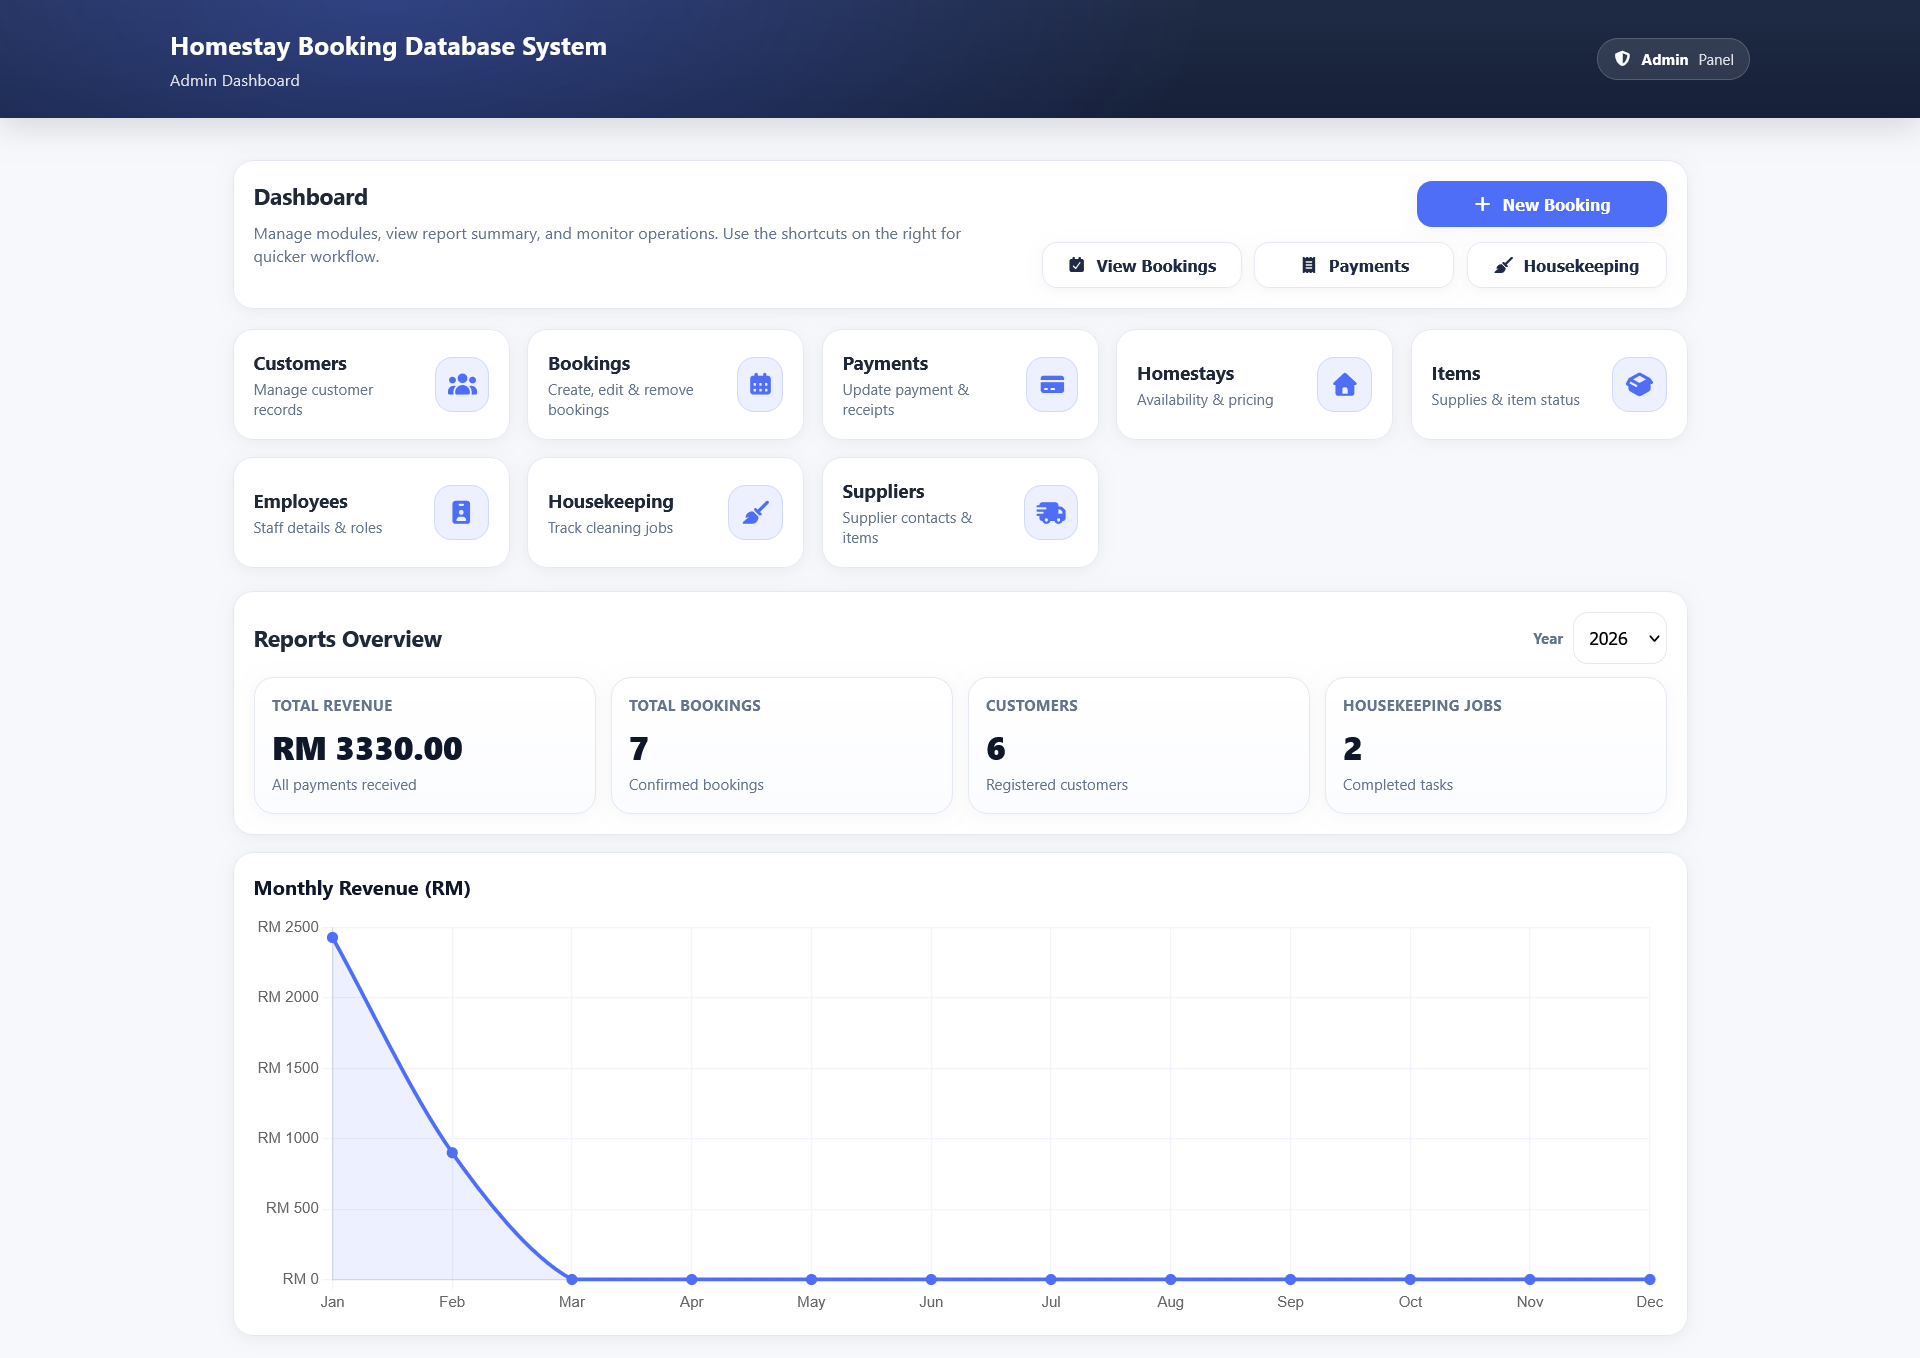 Homestay Booking Database System
Admin Dashboard
Admin Panel
Dashboard
Manage modules, view report summary, and monitor operations. Use the shortcuts on the right for
quicker workflow.
New Booking
View Bookings
Payments
Housekeeping
Customers
Manage customer
records
Bookings
Create, edit & remove
bookings
Payments
Update payment &
receipts
Homestays
Availability & pricing
Items
Supplies & item status
Employees
Staff details & roles
Housekeeping
Track cleaning jobs
Suppliers
Supplier contacts &
items
Reports Overview
Year 2026
TOTAL REVENUE
RM 3330.00
All payments received
TOTAL BOOKINGS
7
Confirmed bookings
CUSTOMERS
6
Registered customers
HOUSEKEEPING JOBS
2
Completed tasks
Monthly Revenue (RM)
RM 2500
RM 2000
RM 1500
RM 1000
RM 500
RM 0
Jan Feb Mar Apr May Jun Jul Aug Sep Oct Nov Dec